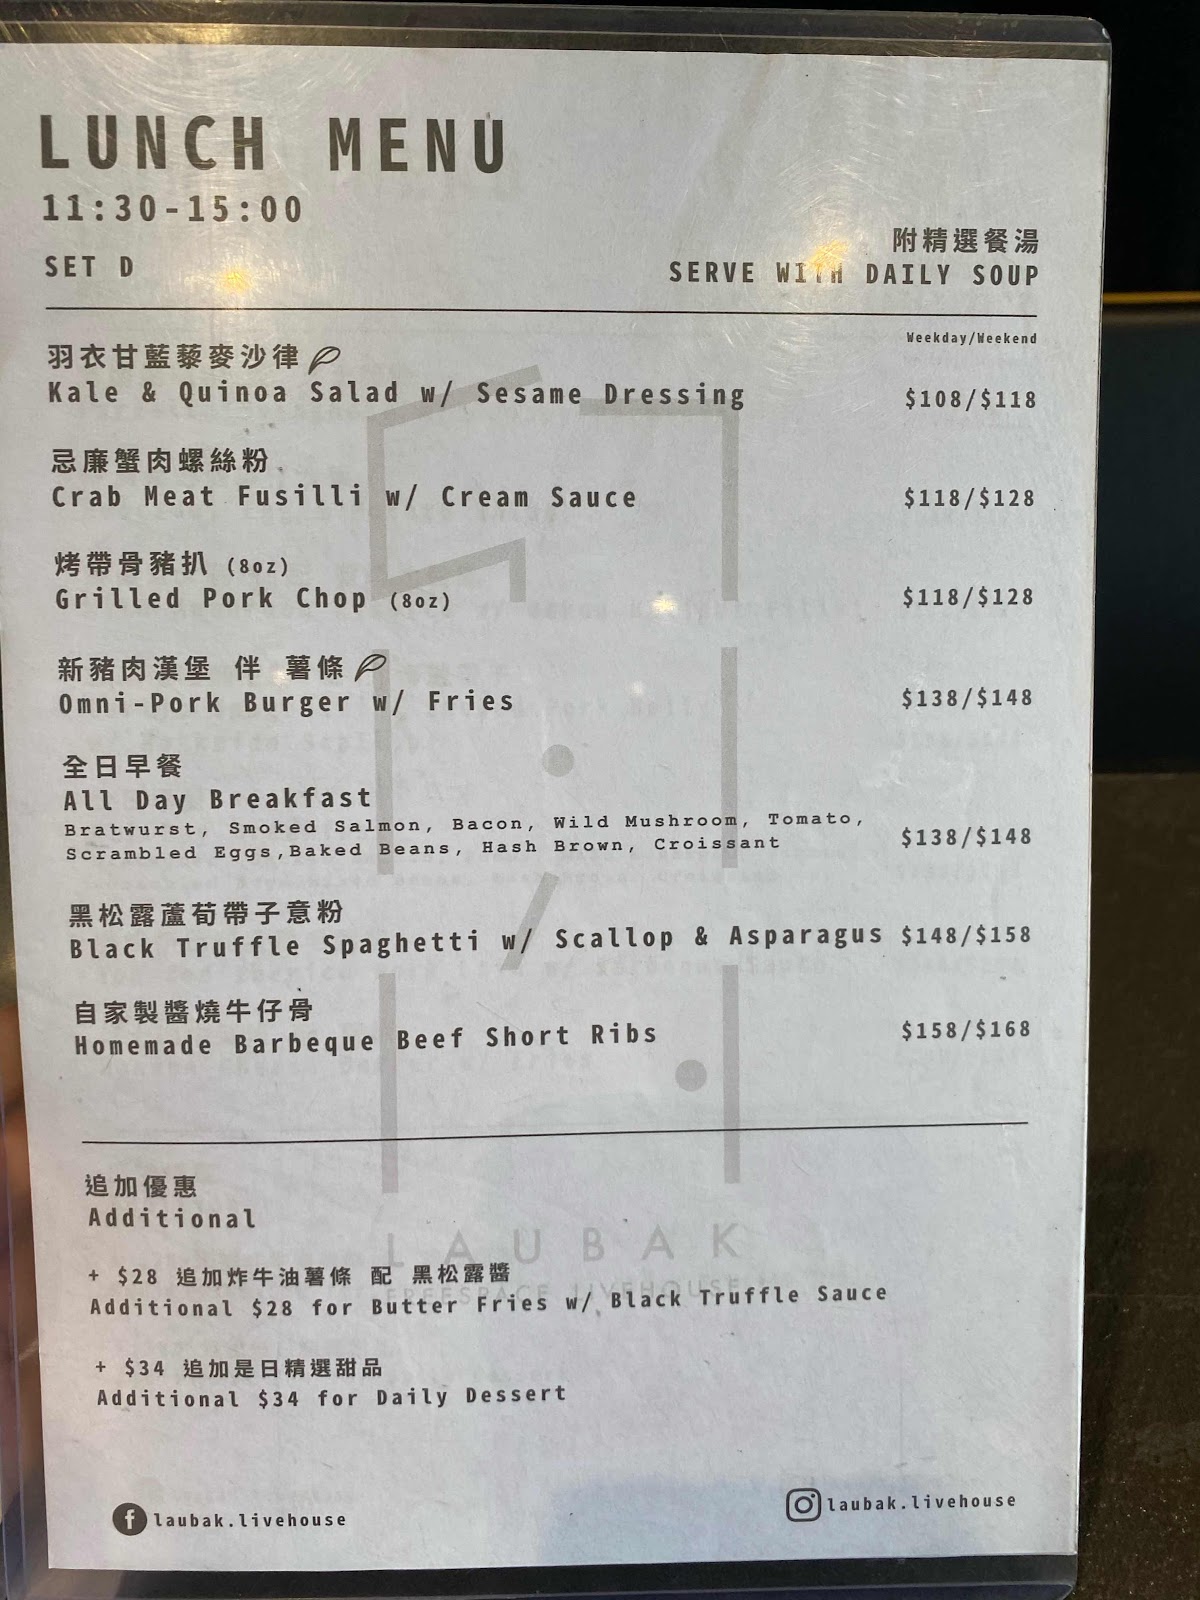 LUNCH MENU
11:30-15:00
SET D
附精選餐湯
SERVE WITH DAILY SOUP
Weekday/Weekend
羽衣甘藍藜麥沙律
Kale & Quinoa Salad w/ Sesame Dressing $108/$118
忌廉蟹肉螺絲粉
Crab Meat Fusilli w/ Cream Sauce $118/$128
烤帶骨豬扒 (8oz)
Grilled Pork Chop (8oz) $118/$128
新豬肉漢堡 伴 薯條
Omni-Pork Burger w/ Fries $138/$148
全日早餐
All Day Breakfast
Bratwurst, Smoked Salmon, Bacon, Wild Mushroom, Tomato,
Scrambled Eggs,Baked Beans, Hash Brown, Croissant $138/$148
黑松露蘆荀帶子意粉
Black Truffle Spaghetti w/ Scallop & Asparagus $148/$158
自家製醬燒牛仔骨
Homemade Barbeque Beef Short Ribs $158/$168
追加優惠
Additional
LAUBAK
FREESPACE LIVEHOUSE
+ $28 追加炸牛油薯條 配 黑松露醬
Additional $28 for Butter Fries w/ Black Truffle Sauce
+ $34 追加是日精選甜品
Additional $34 for Daily Dessert
laubak.livehouse
laubak.livehouse